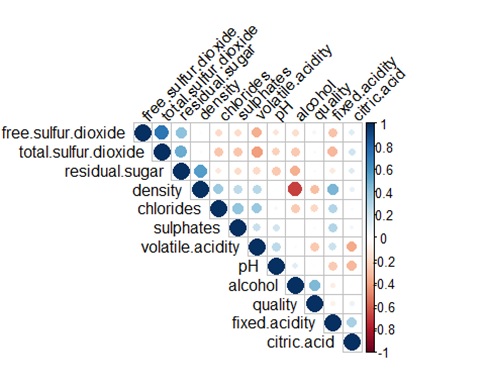 free.sulfur.dioxide
total.sulfur.dioxide
residual.sugar
density
chlorides
sulphates
volatile.acidity
pH
alcohol
quality
fixed.acidity
citric.acid
free.sulfur.dioxide
total.sulfur.dioxide
residual.sugar
density
chlorides
sulphates
volatile.acidity
pH
alcohol
quality
fixed.acidity
citric.acid
1
0.8
0.6
0.4
0.2
0
-0.2
-0.4
-0.6
-0.8
-1